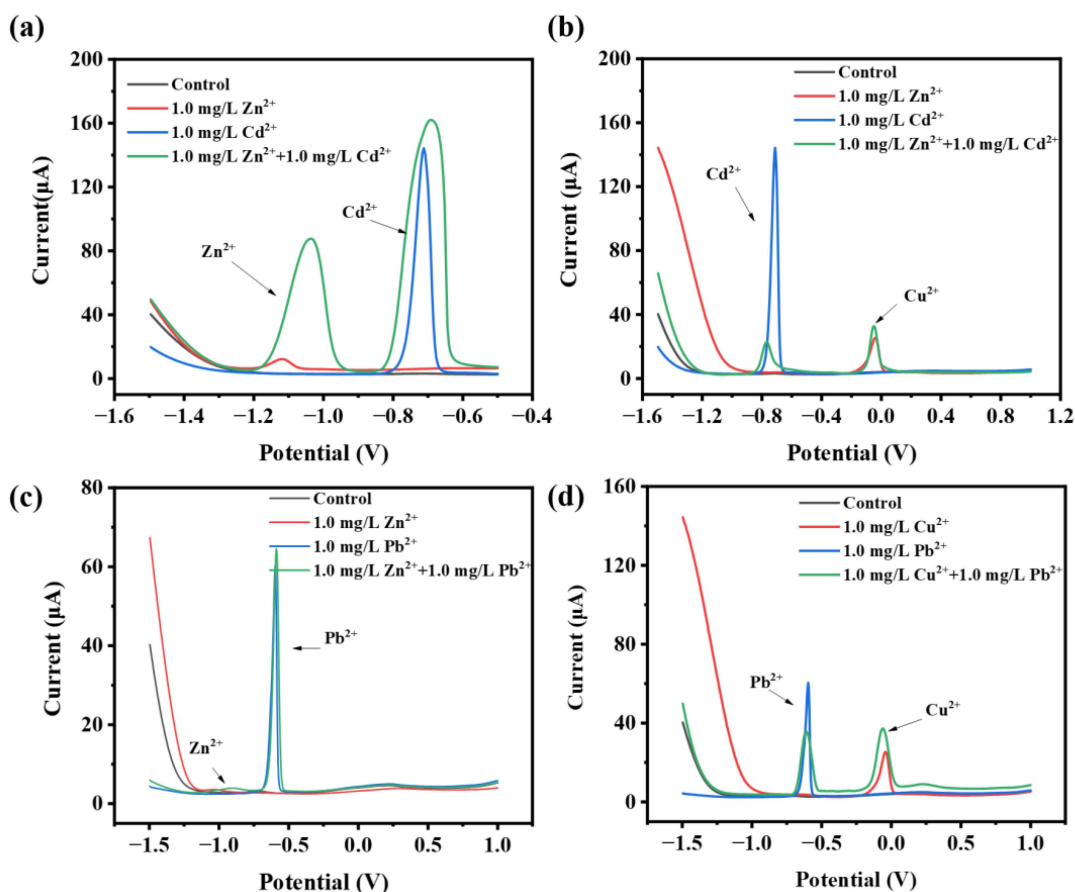 (a)
Current(μA)
200
160
120
80
40
0
Control
1.0 mg/L Zn²⁺
1.0 mg/L Cd²⁺
1.0 mg/L Zn²⁺+1.0 mg/L Cd²⁺
Zn²⁺
Cd²⁺
−1.6 −1.4 −1.2 −1.0 −0.8 −0.6 −0.4
Potential (V)
(b)
Current (μA)
200
160
120
80
40
0
Control
1.0 mg/L Zn²⁺
1.0 mg/L Cd²⁺
1.0 mg/L Zn²⁺+1.0 mg/L Cd²⁺
Cd²⁺
Cu²⁺
−1.6 −1.2 −0.8 −0.4 0.0 0.4 0.8 1.2
Potential (V)
(c)
Current (μA)
80
60
40
20
0
Control
1.0 mg/L Zn²⁺
1.0 mg/L Pb²⁺
1.0 mg/L Zn²⁺+1.0 mg/L Pb²⁺
Pb²⁺
Zn²⁺
−1.5 −1.0 −0.5 0.0 0.5 1.0
Potential (V)
(d)
Current (μA)
160
120
80
40
0
Control
1.0 mg/L Cu²⁺
1.0 mg/L Pb²⁺
1.0 mg/L Cu²⁺+1.0 mg/L Pb²⁺
Pb²⁺
Cu²⁺
−1.5 −1.0 −0.5 0.0 0.5 1.0
Potential (V)